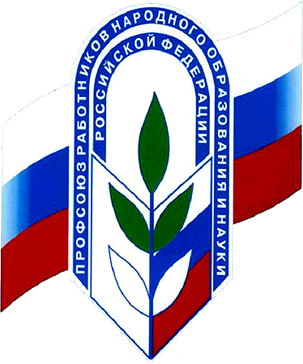 ПРОФСОЮЗ РАБОТНИКОВ НАРОДНОГО ОБРАЗОВАНИЯ И НАУКИ
РОССИЙСКОЙ ФЕДЕРАЦИИ